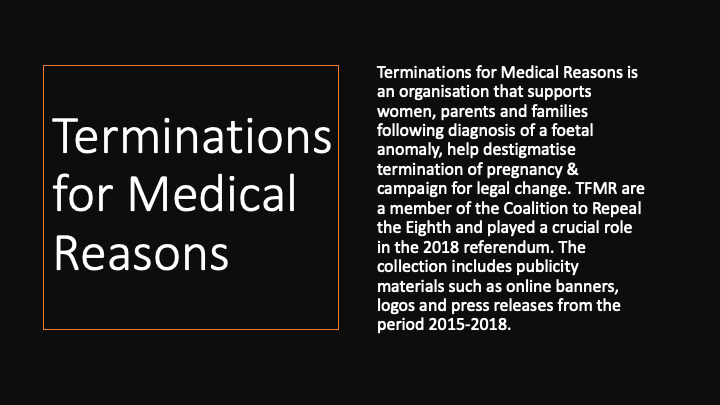 Terminations
for Medical
Reasons
Terminations for Medical Reasons is
an organisation that supports
women, parents and families
following diagnosis of a foetal
anomaly, help destigmatise
termination of pregnancy &
campaign for legal change. TFMR are
a member of the Coalition to Repeal
the Eighth and played a crucial role
in the 2018 referendum. The
collection includes publicity
materials such as online banners,
logos and press releases from the
period 2015-2018.